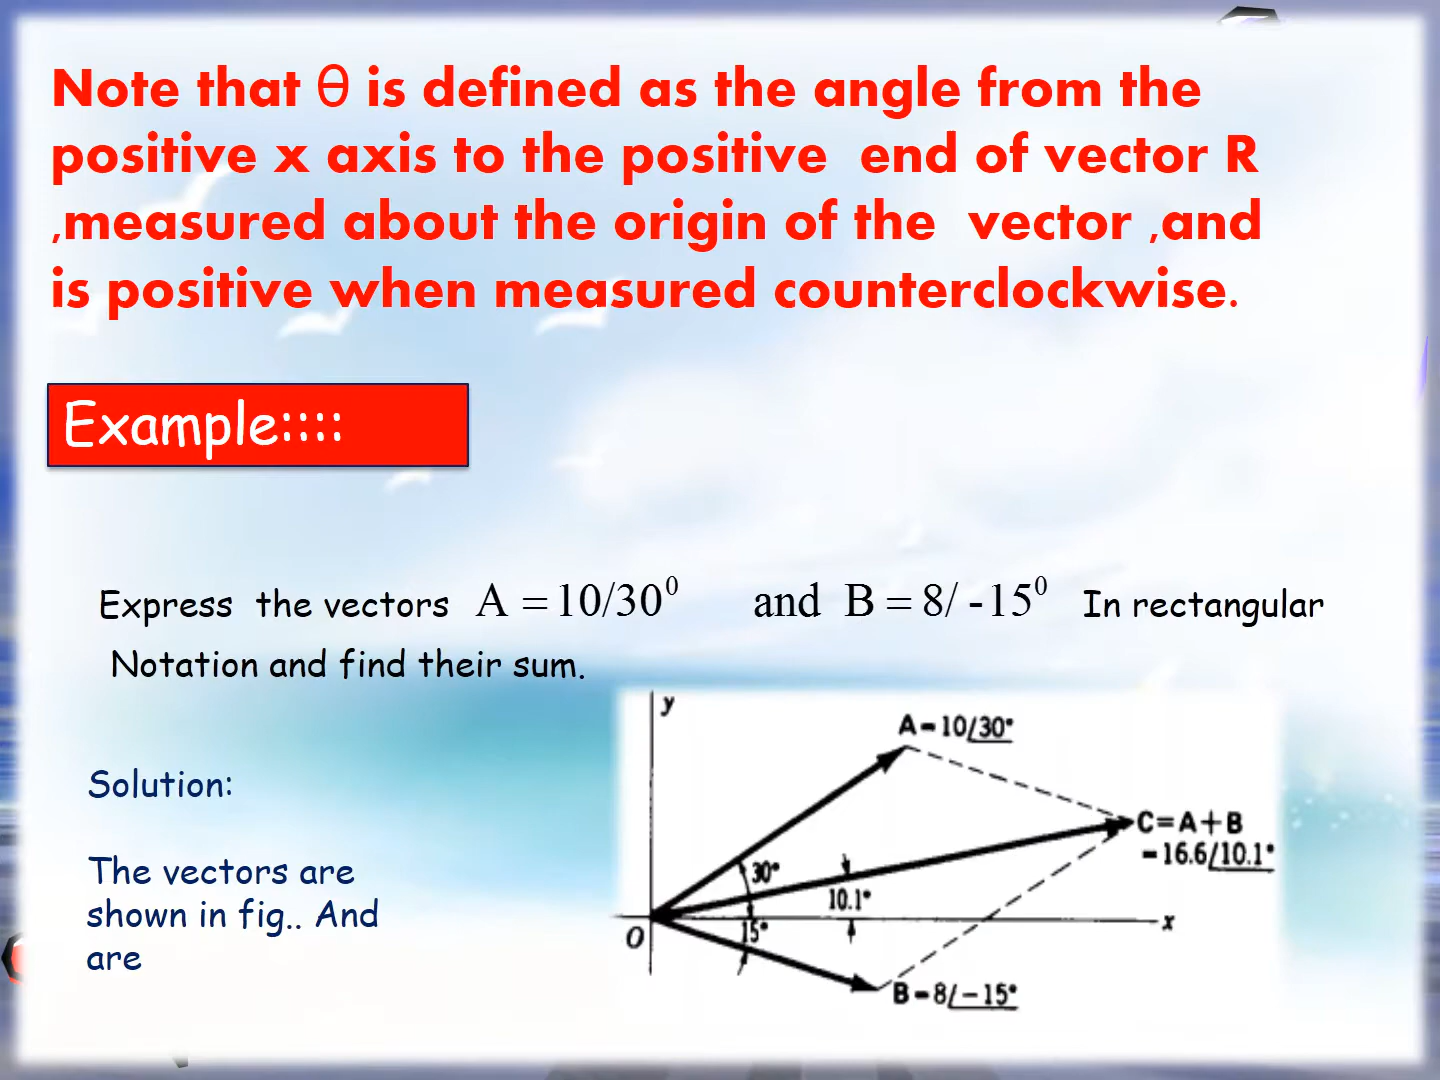 Note that θ is defined as the angle from the
positive x axis to the positive end of vector R
,measured about the origin of the vector ,and
is positive when measured counterclockwise.
Example::::
Express the vectors A = 10/30⁰ and B = 8/ -15⁰ In rectangular
Notation and find their sum.
Solution:
The vectors are
shown in fig.. And
are
y
A=10/30°
C=A+B
=16.6/10.1°
30°
10.1°
15°
O
x
B=8/−15°